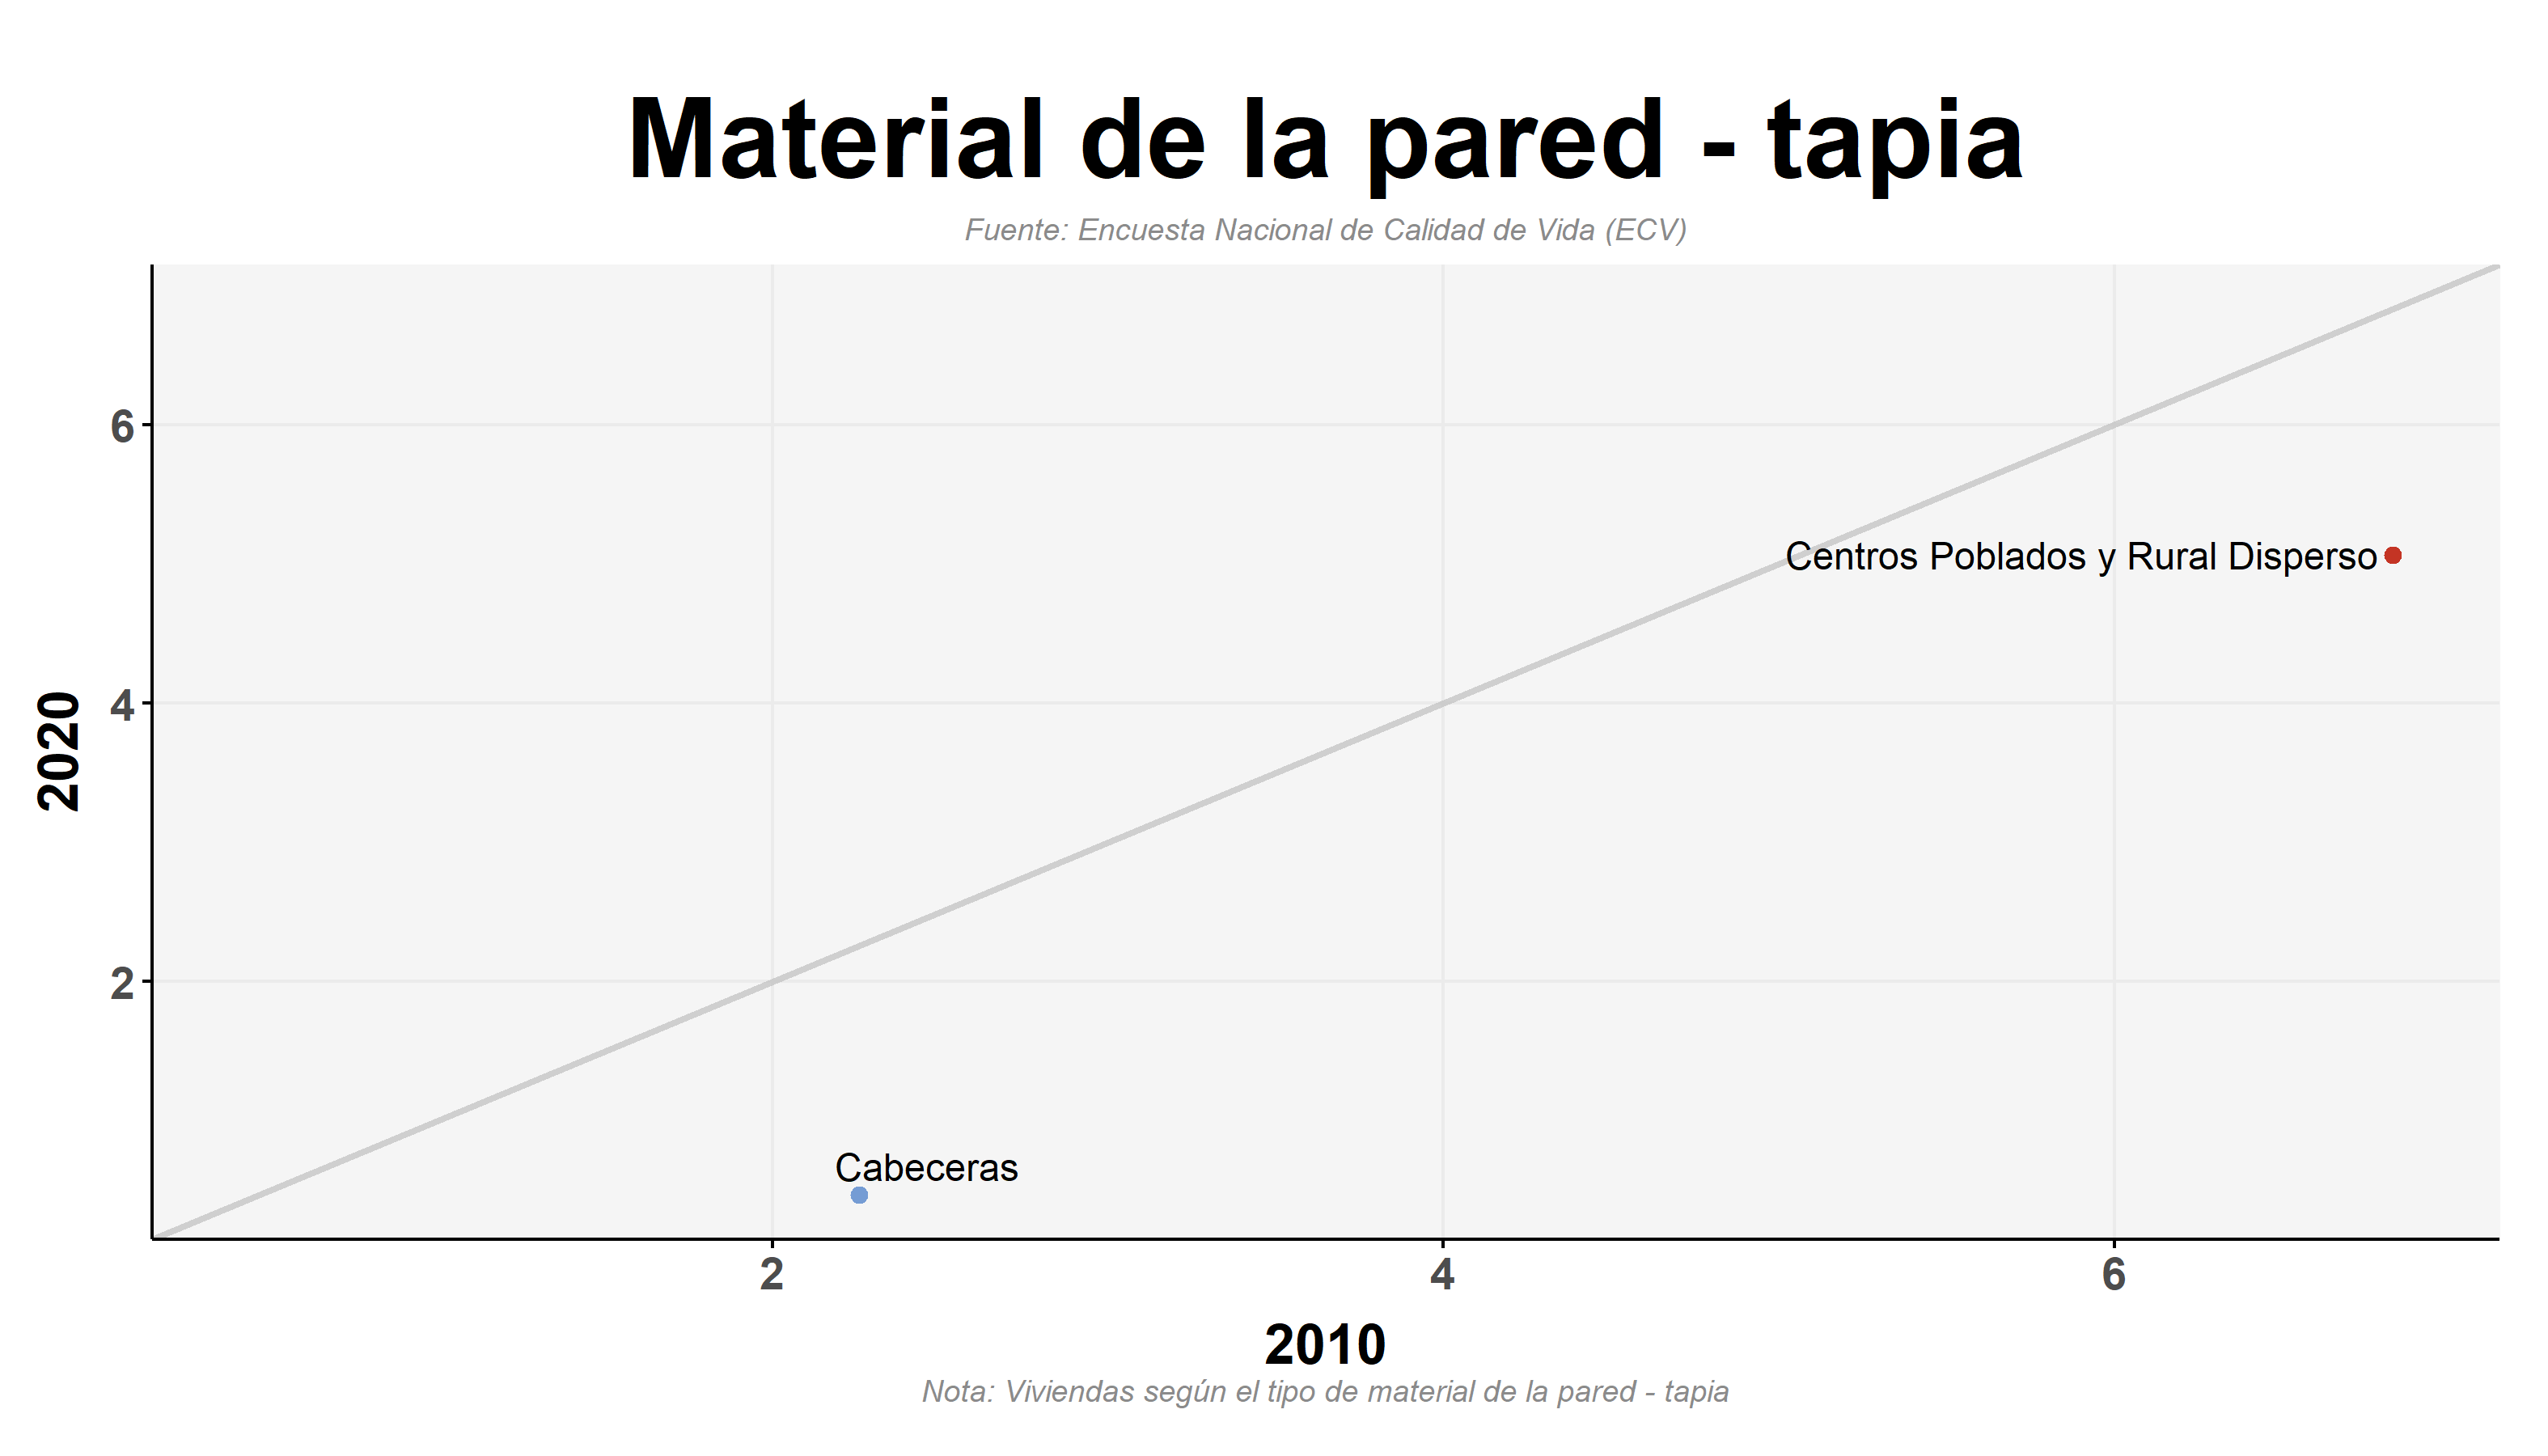 Material de la pared - tapia
Fuente: Encuesta Nacional de Calidad de Vida (ECV)
6
Centros Poblados y Rural Disperso
4
2020
2
Cabeceras
2
4
6
2010
Nota: Viviendas según el tipo de material de la pared - tapia